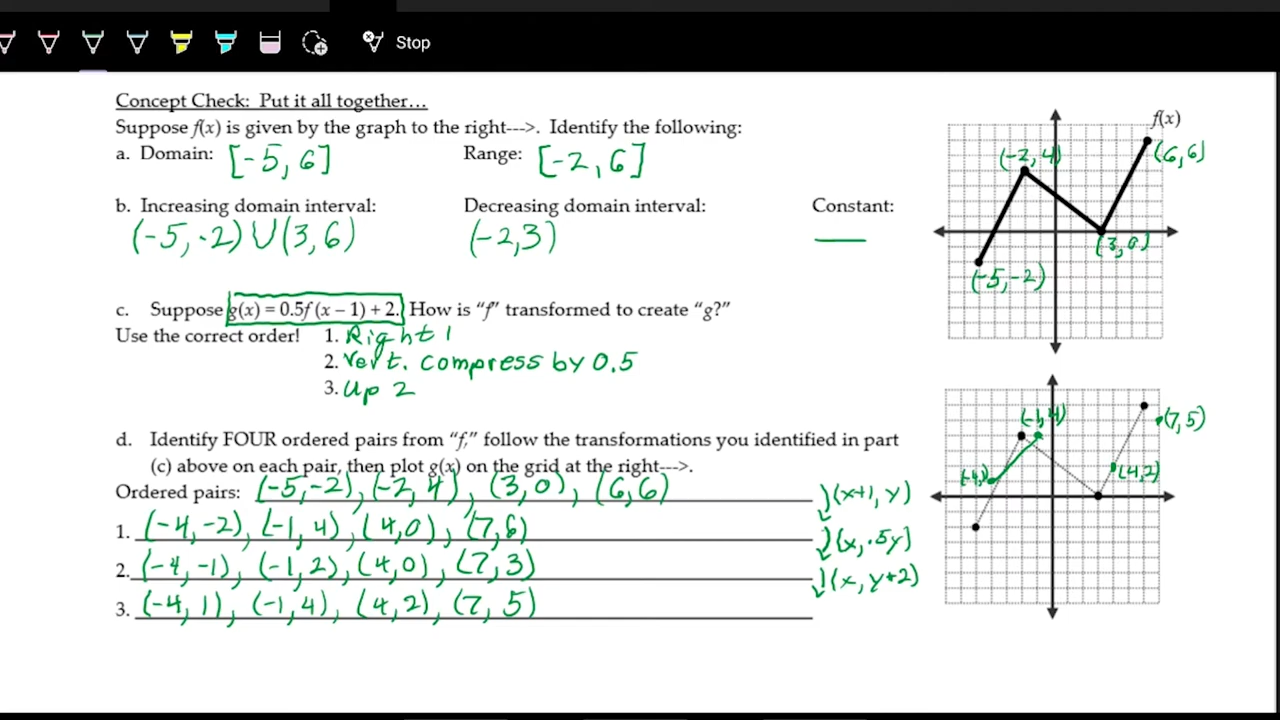 Stop
Concept Check: Put it all together…
Suppose f(x) is given by the graph to the right--->. Identify the following:
a. Domain: [-5, 6] Range: [-2, 6]
b. Increasing domain interval: Decreasing domain interval: Constant:
(-5, -2) ∪ (3, 6) (-2, 3) —
c. Suppose g(x) = 0.5f (x – 1) + 2. How is “f” transformed to create “g?”
Use the correct order! 1. Right 1
2. Vert. compress by 0.5
3. Up 2
d. Identify FOUR ordered pairs from “f,” follow the transformations you identified in part
(c) above on each pair, then plot g(x) on the grid at the right--->.
Ordered pairs: (-5, -2), (-2, 4), (3, 0), (6, 6)
1. (-4, -2), (-1, 4), (4, 0), (7, 6)
2. (-4, -1), (-1, 2), (4, 0), (7, 3)
3. (-4, 1), (-1, 4), (4, 2), (7, 5)
(x+1, y)
(x, .5y)
(x, y+2)
f(x)
(-2, 4)
(6, 6)
(3, 0)
(-5, -2)
(-1, 4)
(7, 5)
(4, 2)